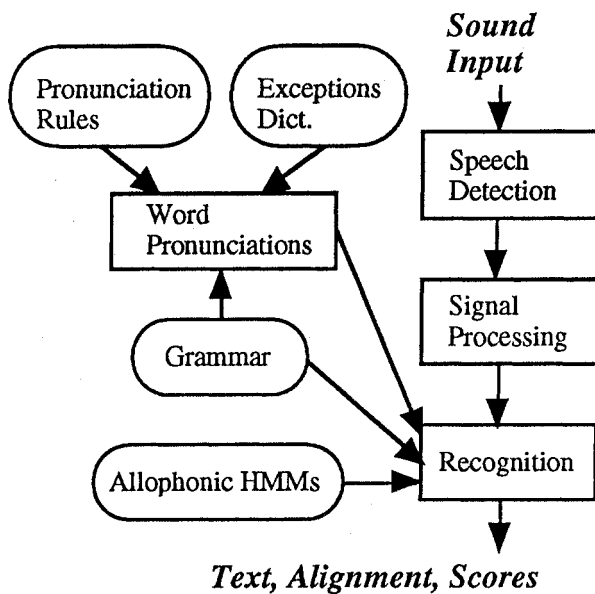 Sound
Input
Pronunciation
Rules
Exceptions
Dict.
Speech
Detection
Word
Pronunciations
Signal
Processing
Grammar
Allophonic HMMs
Recognition
Text, Alignment, Scores